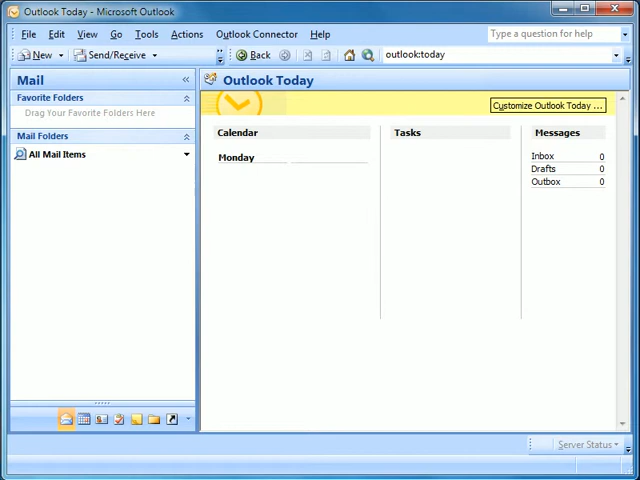 Outlook Today - Microsoft Outlook
File Edit View Go Tools Actions Outlook Connector Help Type a question for help
New Send/Receive Back outlook:today
Mail Outlook Today
Favorite Folders
Drag Your Favorite Folders Here
Mail Folders
All Mail Items
Customize Outlook Today ...
Calendar Tasks Messages
Monday
Inbox 0
Drafts 0
Outbox 0
Server Status